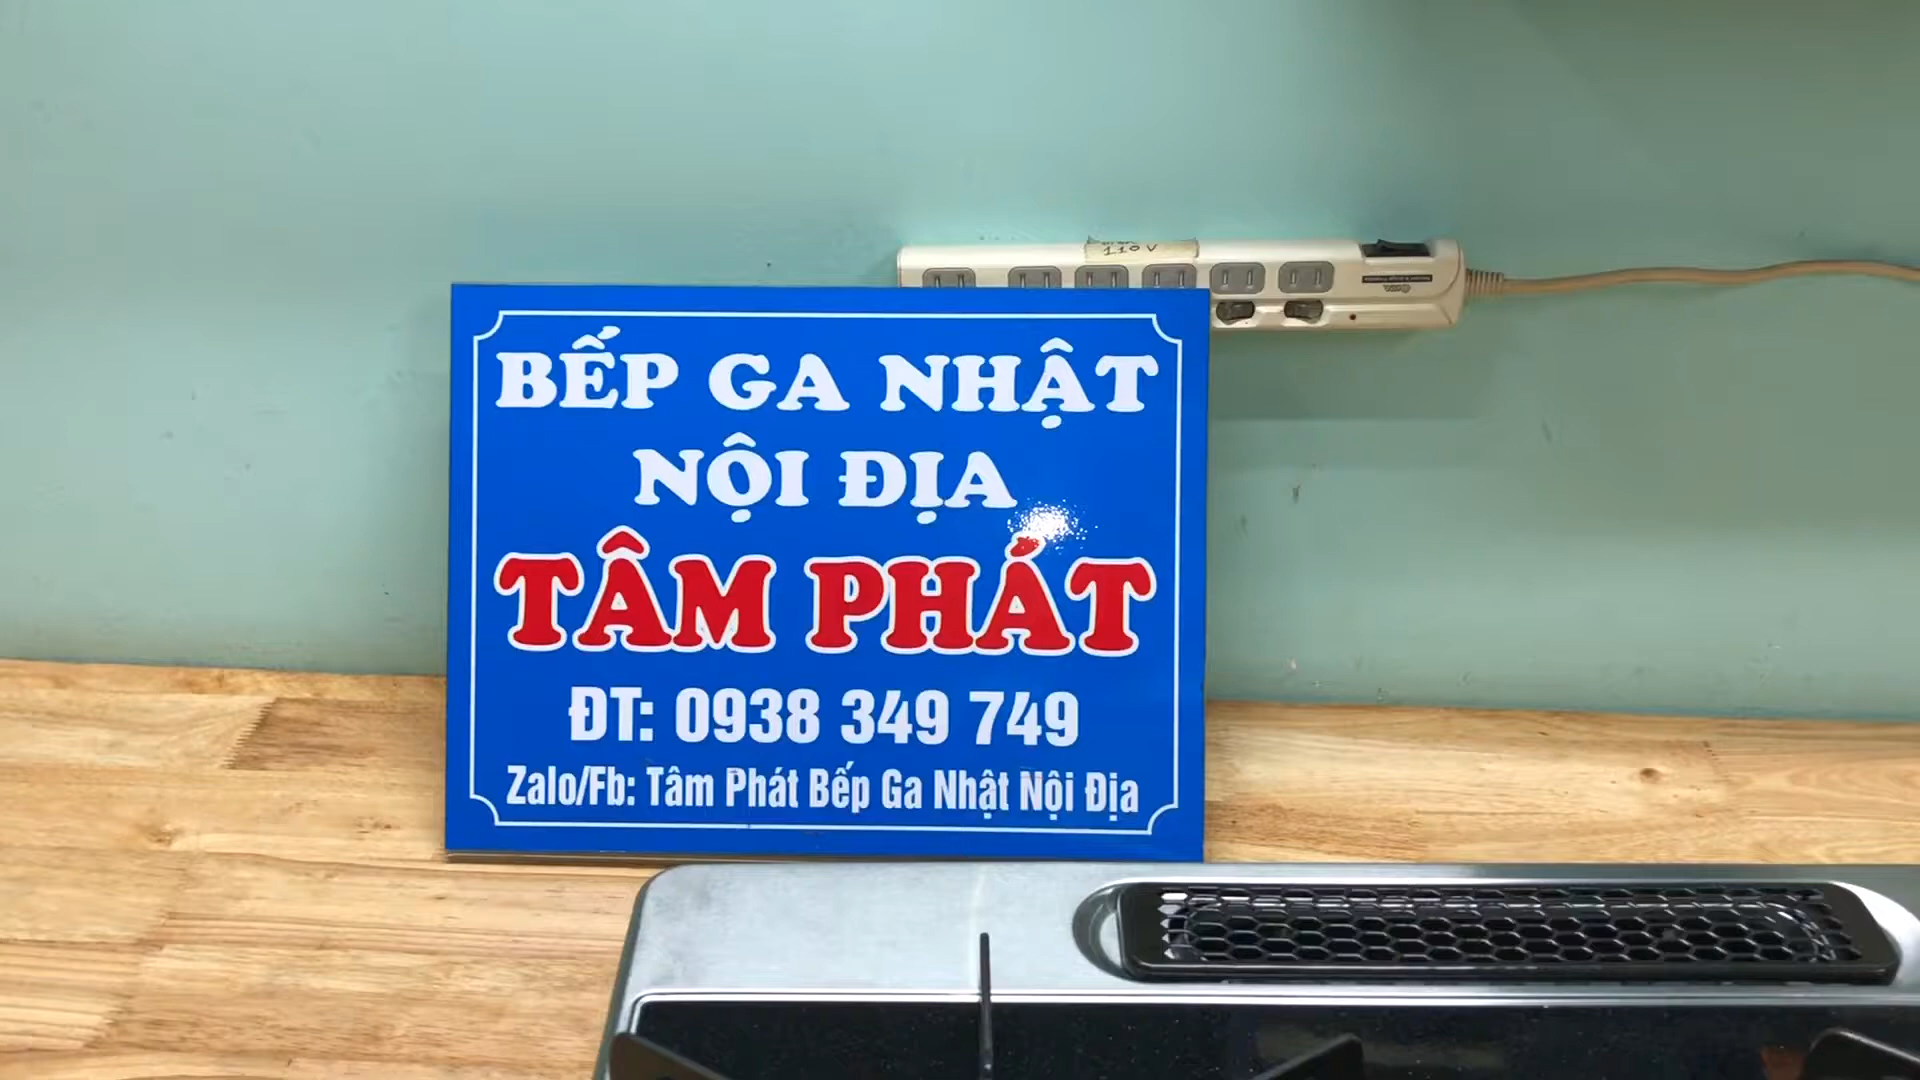 110V
BẾP GA NHẬT
NỘI ĐỊA
TÂM PHÁT
ĐT: 0938 349 749
Zalo/Fb: Tâm Phát Bếp Ga Nhật Nội Địa